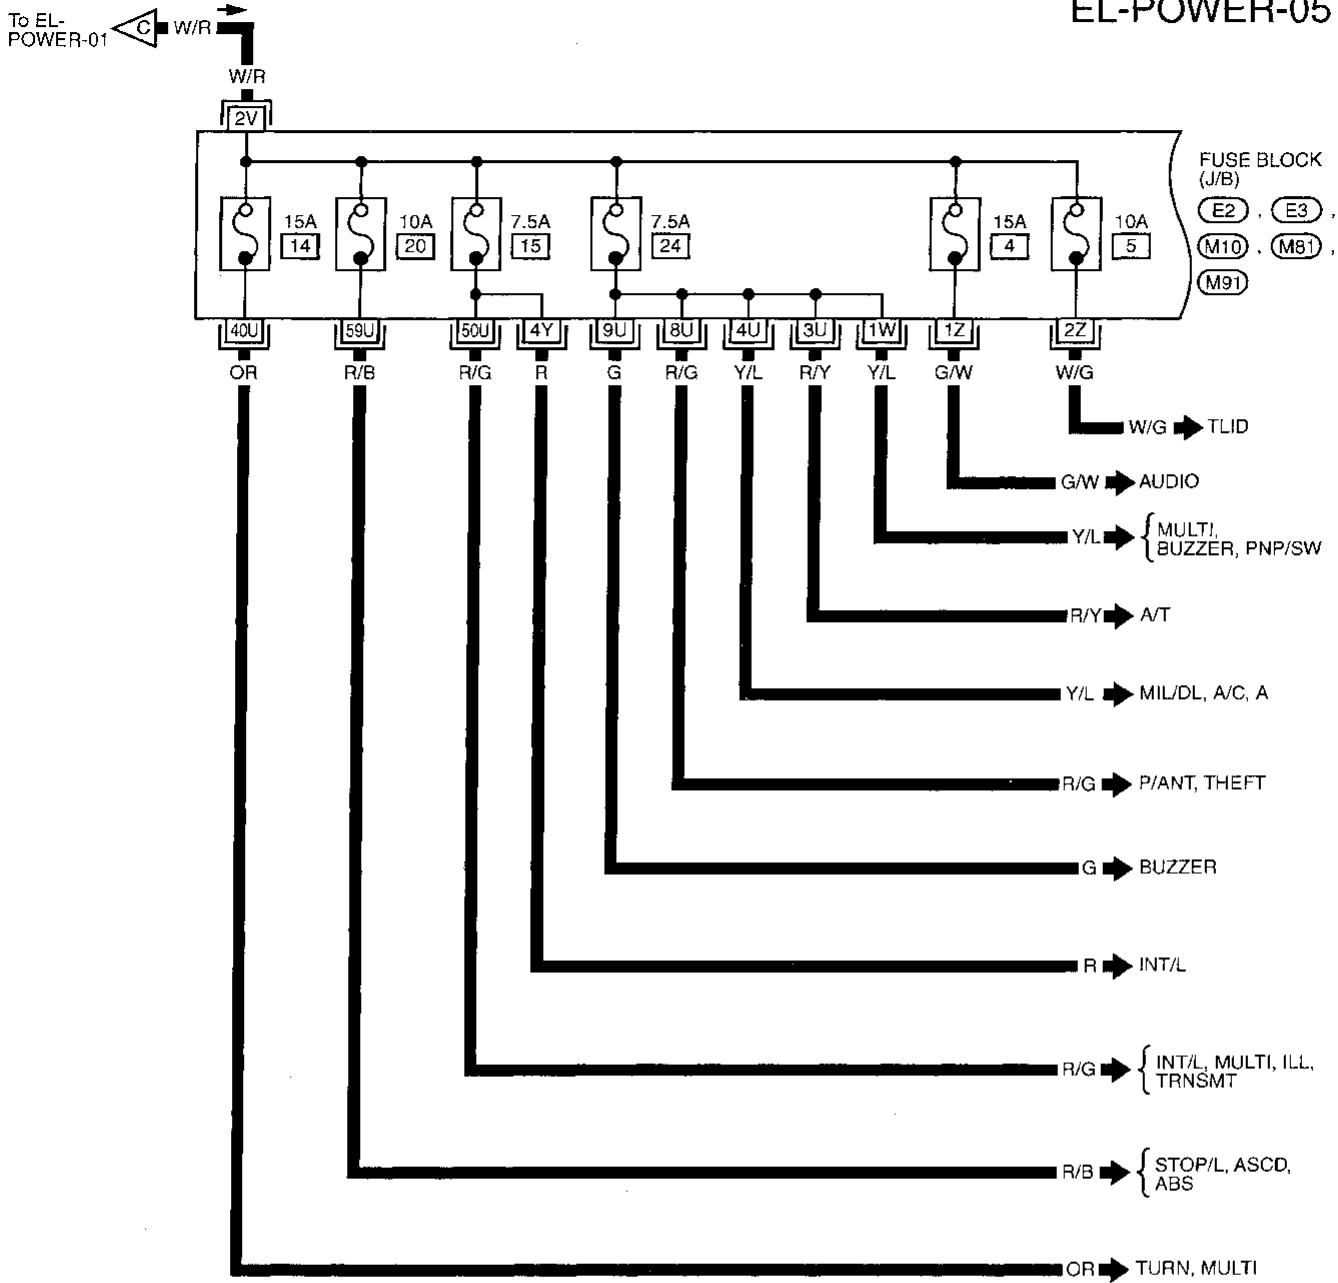 EL-POWER-05
To EL-
POWER-01
C
W/R
W/R
2V
FUSE BLOCK
(J/B)
E2 , E3 ,
M10 , M81 ,
M91
15A
14
10A
20
7.5A
15
7.5A
24
15A
4
10A
5
40U 59U 50U 4Y 9U 8U 4U 3U 1W 1Z 2Z
OR R/B R/G R G R/G Y/L R/Y Y/L G/W W/G
W/G TLID
G/W AUDIO
Y/L MULTI,
BUZZER, PNP/SW
R/Y A/T
Y/L MIL/DL, A/C, A
R/G P/ANT, THEFT
G BUZZER
R INT/L
R/G INT/L, MULTI, ILL,
TRNSMT
R/B STOP/L, ASCD,
ABS
OR TURN, MULTI